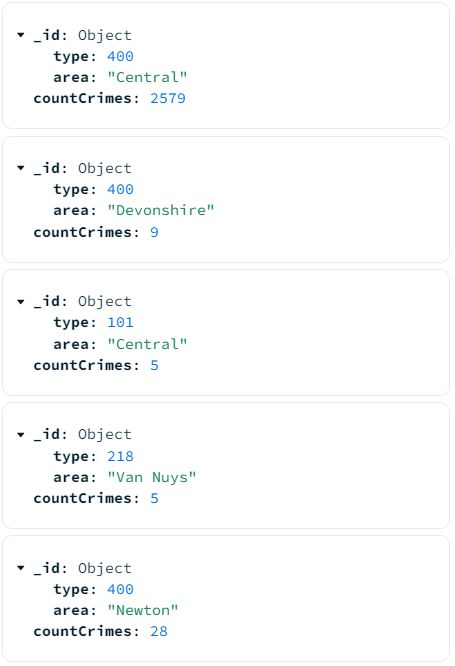 _id: Object
type: 400
area: "Central"
countCrimes: 2579
_id: Object
type: 400
area: "Devonshire"
countCrimes: 9
_id: Object
type: 101
area: "Central"
countCrimes: 5
_id: Object
type: 218
area: "Van Nuys"
countCrimes: 5
_id: Object
type: 400
area: "Newton"
countCrimes: 28